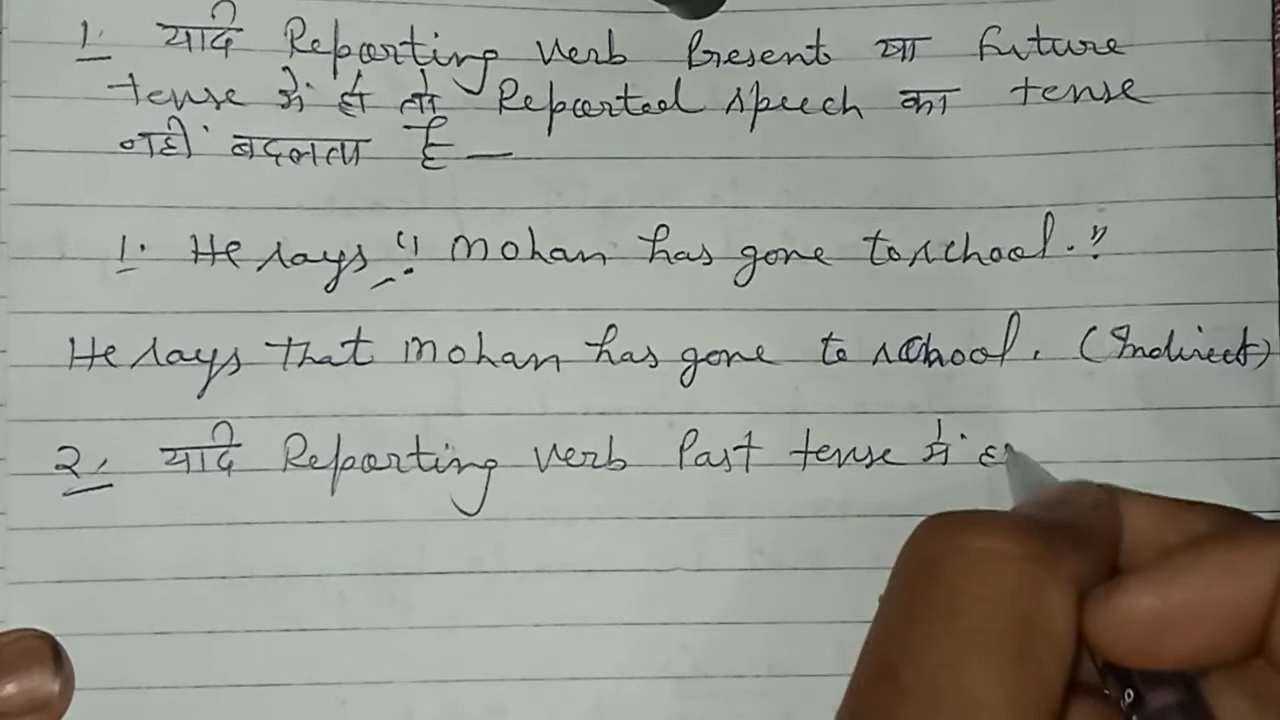 1. यदि Reporting verb Present या future
tense में हो तो Reported speech का tense
नहीं बदलता है —
1. He says, "Mohan has gone to school."
He says that Mohan has gone to school. (Indirect)
2. यदि Reporting verb Past tense में